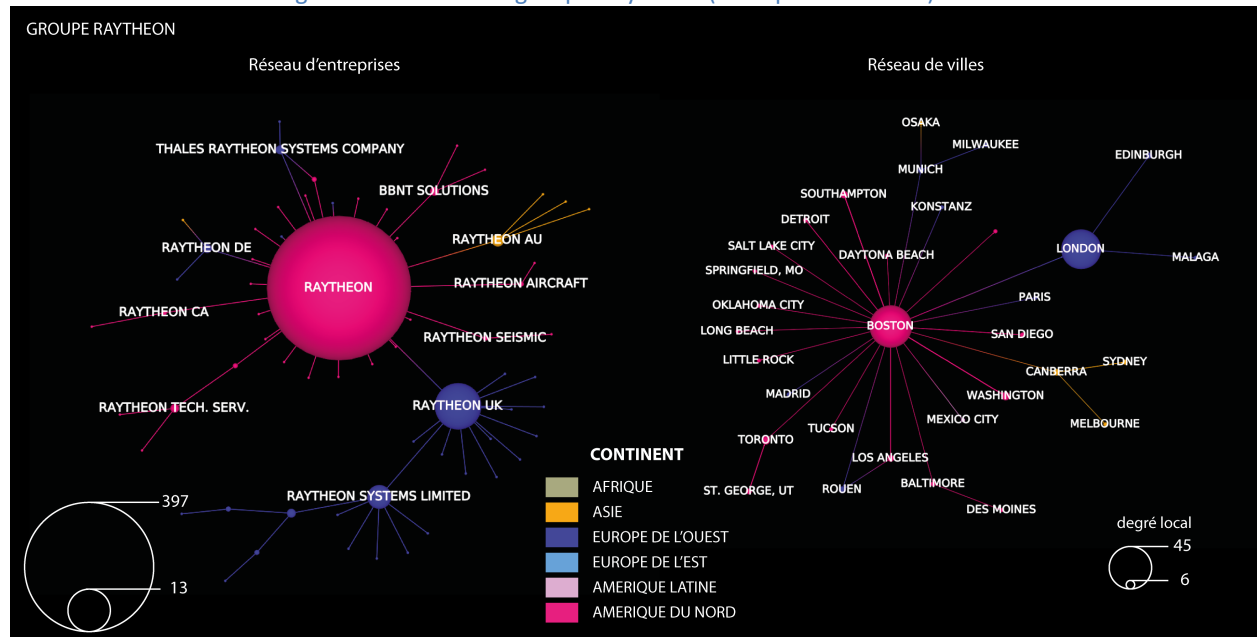 GROUPE RAYTHEON
Réseau d'entreprises
THALES RAYTHEON SYSTEMS COMPANY
BBNT SOLUTIONS
RAYTHEON DE
RAYTHEON AU
RAYTHEON
RAYTHEON AIRCRAFT
RAYTHEON CA
RAYTHEON SEISMIC
RAYTHEON TECH. SERV.
RAYTHEON UK
RAYTHEON SYSTEMS LIMITED
397
13
CONTINENT
AFRIQUE
ASIE
EUROPE DE L'OUEST
EUROPE DE L'EST
AMERIQUE LATINE
AMERIQUE DU NORD
Réseau de villes
OSAKA
MILWAUKEE
EDINBURGH
MUNICH
SOUTHAMPTON
KONSTANZ
DETROIT
SALT LAKE CITY
DAYTONA BEACH
LONDON
MALAGA
SPRINGFIELD, MO
PARIS
OKLAHOMA CITY
BOSTON
LONG BEACH
SAN DIEGO
LITTLE ROCK
SYDNEY
CANBERRA
MADRID
WASHINGTON
MEXICO CITY
MELBOURNE
TUCSON
TORONTO
LOS ANGELES
ST. GEORGE, UT
ROUEN
BALTIMORE
DES MOINES
degré local
45
6